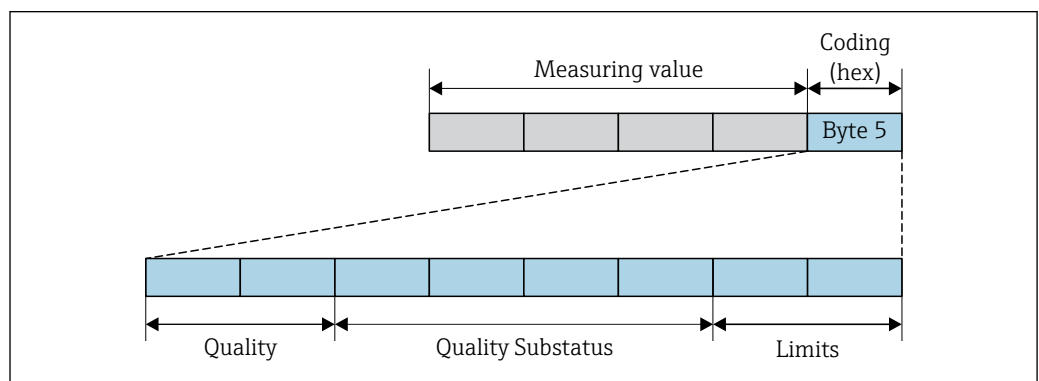 Coding
(hex)
Measuring value
Byte 5
Quality
Quality Substatus
Limits